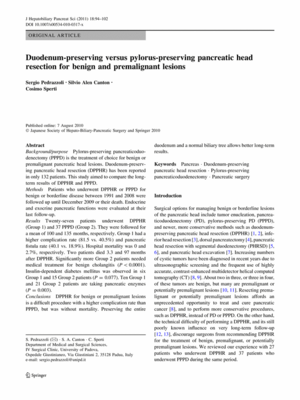 J Hepatobiliary Pancreat Sci (2011) 18:94–102
DOI 10.1007/s00534-010-0317-x
ORIGINAL ARTICLE
Duodenum-preserving versus pylorus-preserving pancreatic head
resection for benign and premalignant lesions
Sergio Pedrazzoli · Silvia Alen Canton ·
Cosimo Sperti
Published online: 7 August 2010
© Japanese Society of Hepato-Biliary-Pancreatic Surgery and Springer 2010
Abstract
Background/purpose Pylorus-preserving pancreaticoduo-
denectomy (PPPD) is the treatment of choice for benign or
premalignant pancreatic head lesions. Duodenum-preserv-
ing pancreatic head resection (DPPHR) has been reported
in only 132 patients. This study aimed to compare the long-
term results of DPPHR and PPPD.
Methods Patients who underwent DPPHR or PPPD for
benign or borderline disease between 1991 and 2008 were
followed up until December 2009 or their death. Endocrine
and exocrine pancreatic functions were evaluated at their
last follow-up.
Results Twenty-seven patients underwent DPPHR
(Group 1) and 37 PPPD (Group 2). They were followed for
a mean of 100 and 135 months, respectively. Group 1 had a
higher complication rate (81.5 vs. 40.5%) and pancreatic
fistula rate (48.1 vs. 18.9%). Hospital mortality was 0 and
2.7%, respectively. Two patients died 3.5 and 97 months
after DPPHR. Significantly more Group 2 patients needed
medical treatment for benign cholangitis (P < 0.0001).
Insulin-dependent diabetes mellitus was observed in six
Group 1 and 15 Group 2 patients (P = 0.077). Ten Group 1
and 21 Group 2 patients are taking pancreatic enzymes
(P = 0.003).
Conclusions DPPHR for benign or premalignant lesions
is a difficult procedure with a higher complication rate than
PPPD, but was without mortality. Preserving the entire
S. Pedrazzoli · S. A. Canton · C. Sperti
Department of Medical and Surgical Sciences,
IV Surgical Clinic, University of Padua,
Ospedale Giustinianeo, Via Giustiniani 2, 35128 Padua, Italy
e-mail: sergio.pedrazzoli@unipd.it
duodenum and a normal biliary tree allows better long-term
results.
Keywords Pancreas · Duodenum-preserving
pancreatic head resection · Pylorus-preserving
pancreaticoduodenectomy · Pancreatic surgery
Introduction
Surgical options for managing benign or borderline lesions
of the pancreatic head include tumor enucleation, pancrea-
ticoduodenectomy (PD), pylorus-preserving PD (PPPD),
and newer, more conservative methods such as duodenum-
preserving pancreatic head resection (DPPHR) [1, 2], infe-
rior head resection [3], dorsal pancreatectomy [4], pancreatic
head resection with segmental duodenectomy (PHRSD) [5,
6], and pancreatic head excavation [7]. Increasing numbers
of cystic tumors have been diagnosed in recent years due to
ultrasonographic screening and the frequent use of highly
accurate, contrast-enhanced multidetector helical computed
tomography (CT) [8, 9]. About two in three, or three in four,
of these tumors are benign, but many are premalignant or
potentially premalignant lesions [10, 11]. Resecting prema-
lignant or potentially premalignant lesions affords an
unprecedented opportunity to treat and cure pancreatic
cancer [8], and to perform more conservative procedures,
such as DPPHR, instead of PD or PPPD. On the other hand,
the technical difficulty of performing a DPPHR, and its still
poorly known influence on very long-term follow-up
[12, 13], discourage surgeons from recommending DPPHR
for the treatment of benign, premalignant, or potentially
premalignant lesions. We reviewed our experience with 27
patients who underwent DPPHR and 37 patients who
underwent PPPD during the same period.